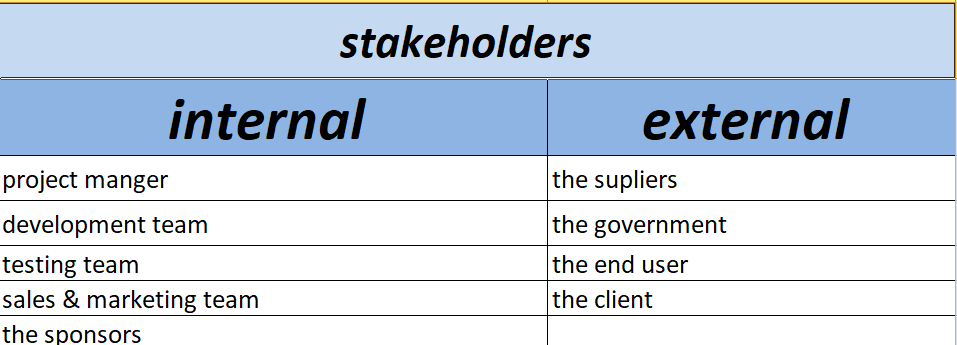 stakeholders
internal external
project manger the supliers
development team the government
testing team the end user
sales & marketing team the client
the sponsors